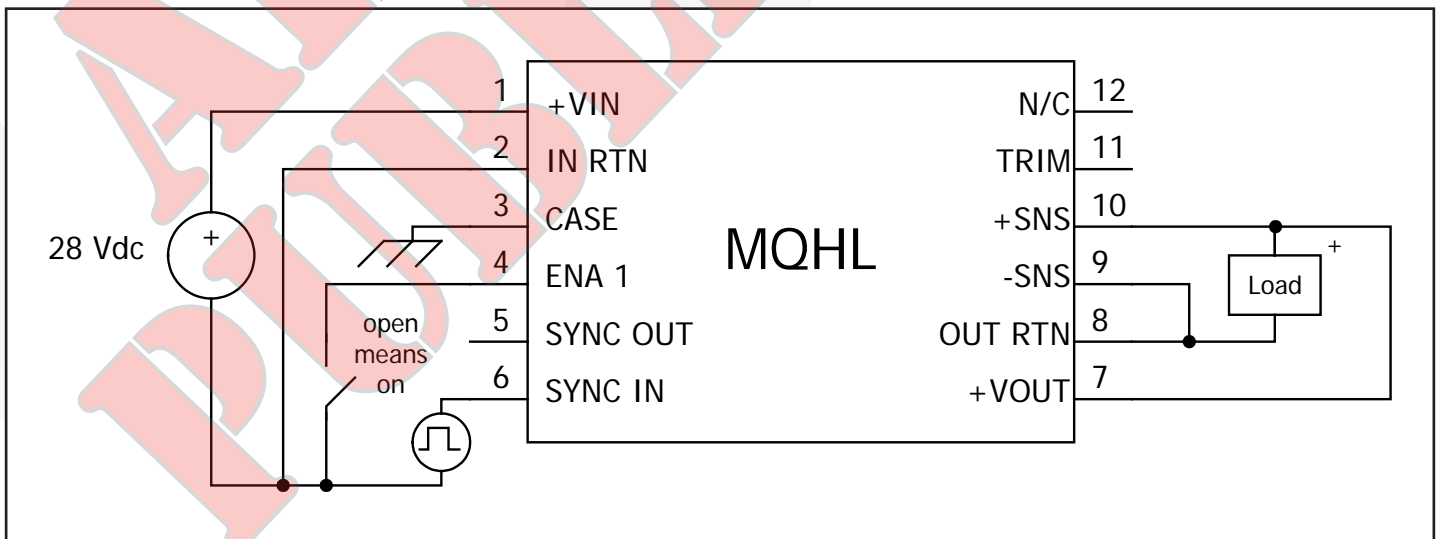 1
+VIN
2
IN RTN
3
CASE
4
ENA 1
5
SYNC OUT
6
SYNC IN
28 Vdc
+
open
means
on
MQHL
N/C
12
TRIM
11
+SNS
10
-SNS
9
OUT RTN
8
+VOUT
7
Load
+